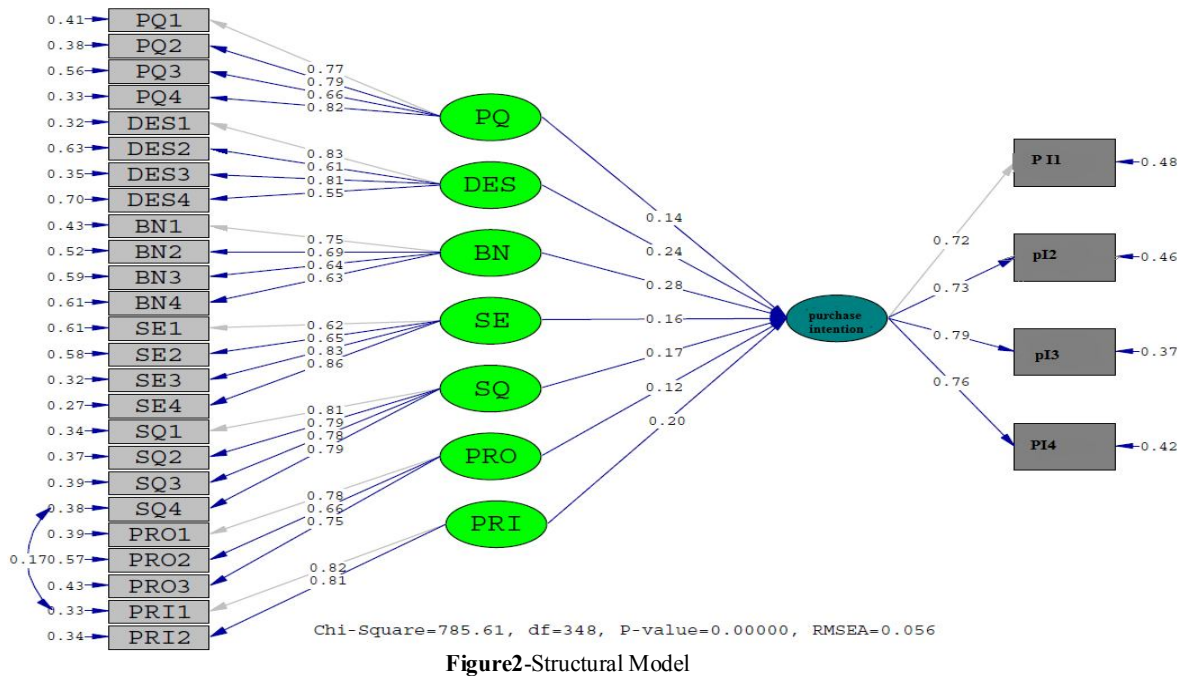 0.41 PQ1
0.38 PQ2
0.56 PQ3
0.33 PQ4
0.32 DES1
0.63 DES2
0.35 DES3
0.70 DES4
0.43 BN1
0.52 BN2
0.59 BN3
0.61 BN4
0.61 SE1
0.58 SE2
0.32 SE3
0.27 SE4
0.34 SQ1
0.37 SQ2
0.39 SQ3
0.38 SQ4
0.39 PRO1
0.170.57 PRO2
0.43 PRO3
0.33 PRI1
0.34 PRI2
0.77
0.79
0.66
0.82
0.83
0.61
0.81
0.55
0.75
0.69
0.64
0.63
0.62
0.65
0.83
0.86
0.81
0.79
0.78
0.79
0.78
0.66
0.75
0.82
0.81
PQ
DES
BN
SE
SQ
PRO
PRI
0.14
0.24
0.28
0.16
0.17
0.12
0.20
purchase
intention
0.72
0.73
0.79
0.76
P I1 0.48
pI2 0.46
pI3 0.37
PI4 0.42
Chi-Square=785.61, df=348, P-value=0.00000, RMSEA=0.056
Figure2-Structural Model